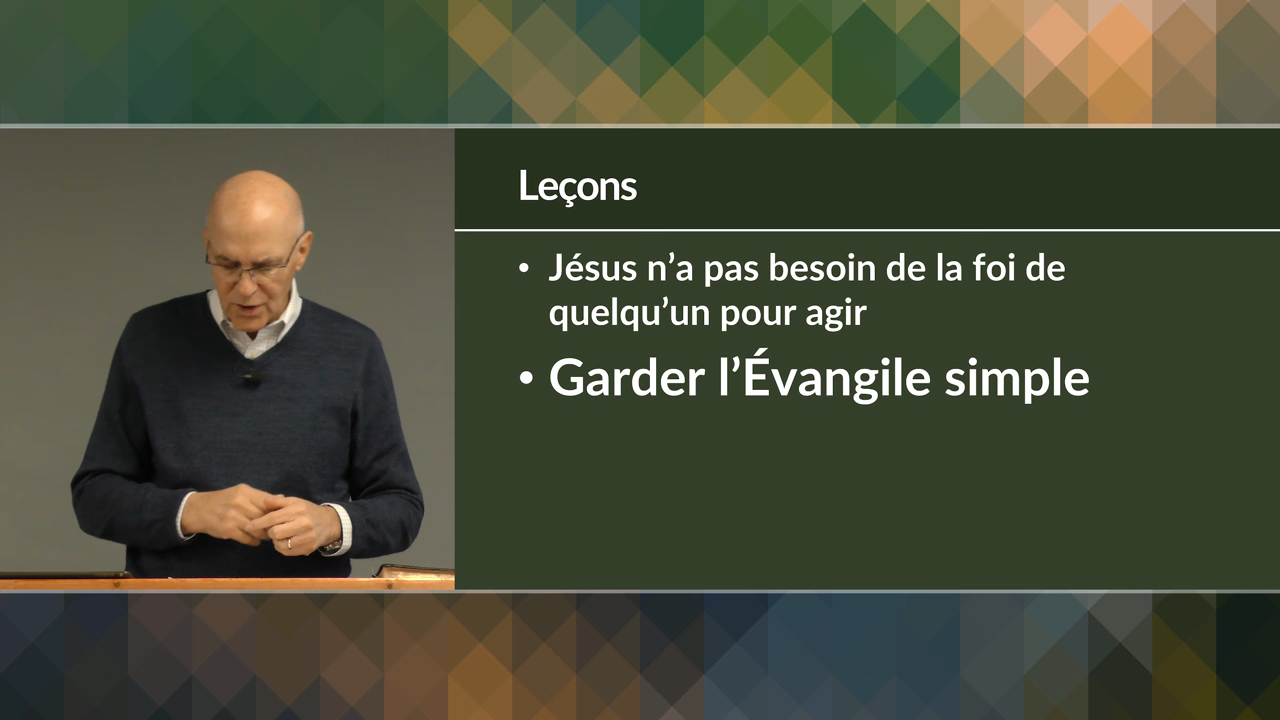 Leçons
• Jésus n’a pas besoin de la foi de
quelqu’un pour agir
• Garder l’Évangile simple